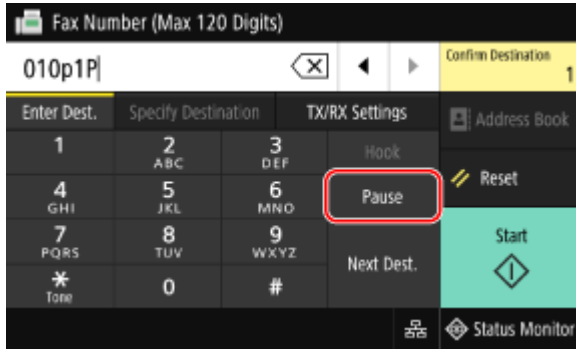 Fax Number (Max 120 Digits)
010p1P
Confirm Destination
1
Enter Dest.
Specify Destination
TX/RX Settings
Address Book
1
2
ABC
3
DEF
Hook
4
GHI
5
JKL
6
MNO
Pause
Reset
7
PQRS
8
TUV
9
WXYZ
Next Dest.
Start
*
Tone
0
#
Status Monitor